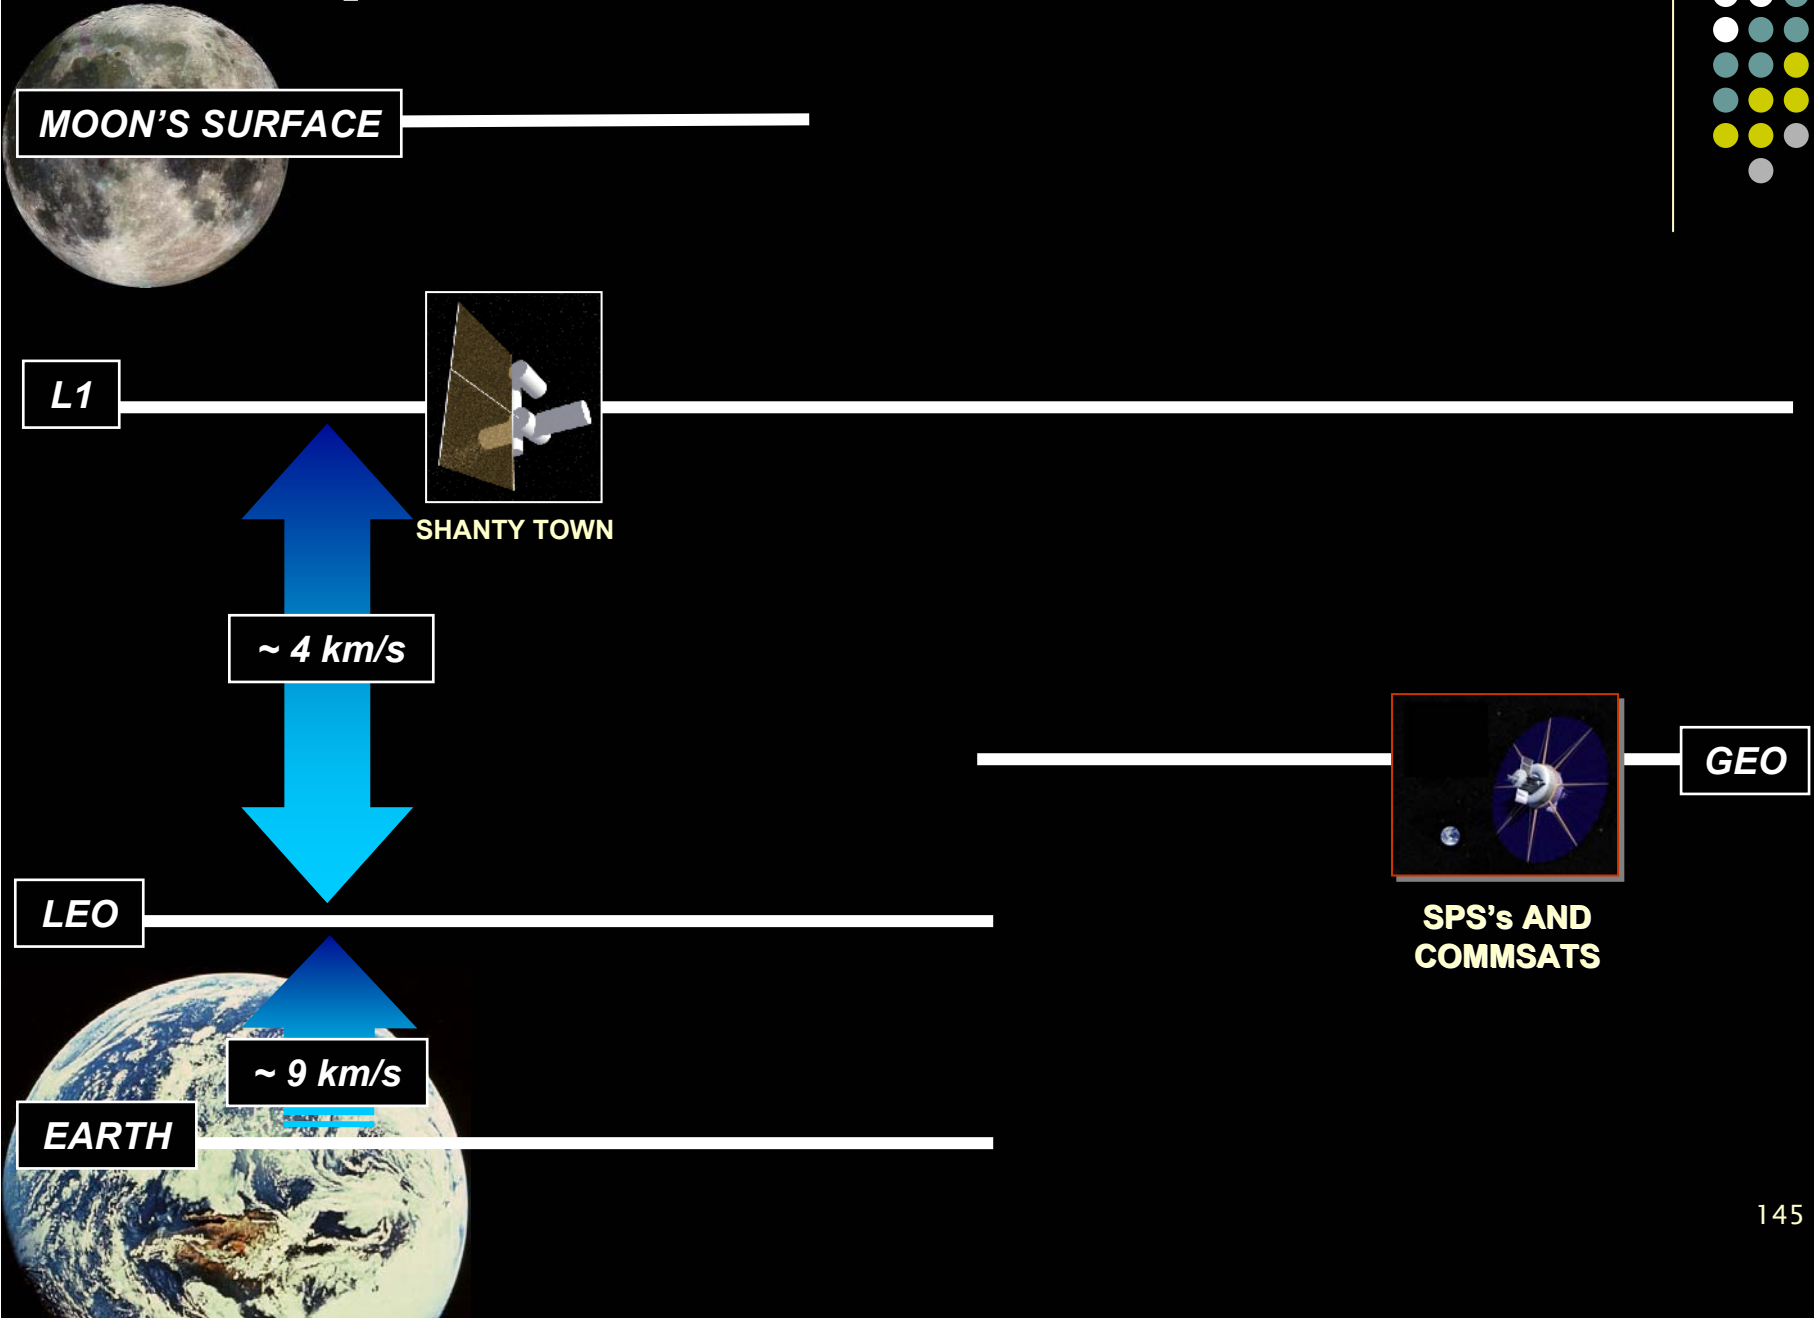 MOON'S SURFACE
L1
SHANTY TOWN
~ 4 km/s
GEO
LEO
SPS's AND
COMMSATS
~ 9 km/s
EARTH
145